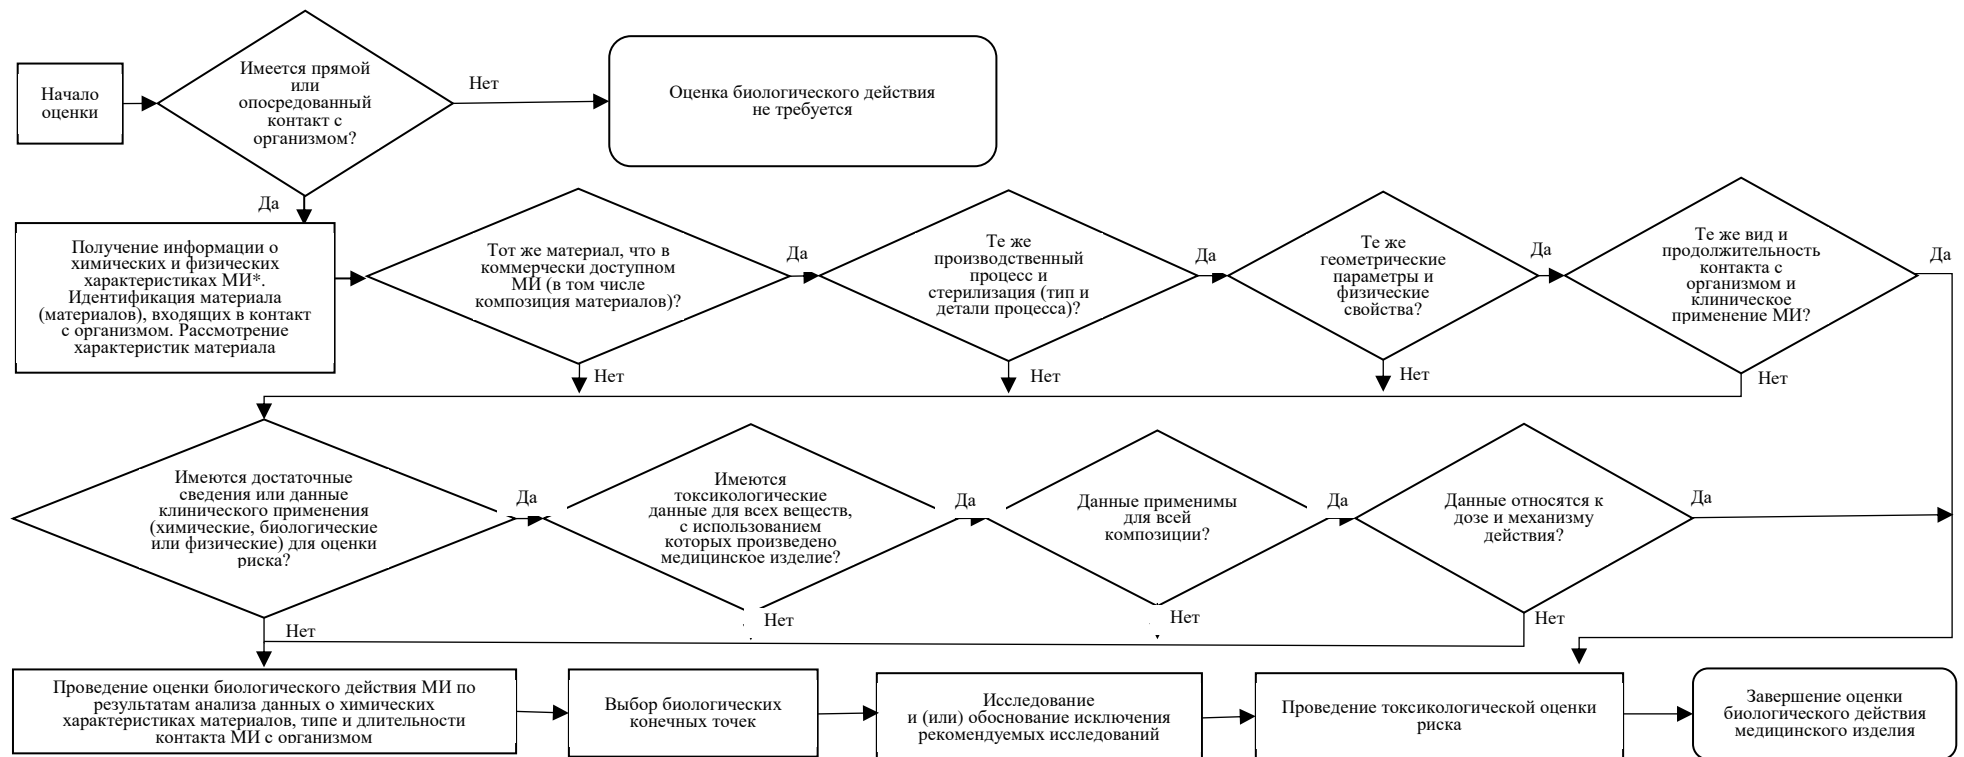 Начало
оценки
Имеется прямой
или
опосредованный
контакт с
организмом?
Нет
Оценка биологического действия
не требуется
Да
Получение информации о
химических и физических
характеристиках МИ*.
Идентификация материала
(материалов), входящих в контакт
с организмом. Рассмотрение
характеристик материала
Тот же материал, что в
коммерчески доступном
МИ (в том числе
композиция материалов)?
Да
Нет
Те же
производственный
процесс и
стерилизация (тип и
детали процесса)?
Да
Нет
Те же
геометрические
параметры и
физические
свойства?
Да
Нет
Те же вид и
продолжительность
контакта с
организмом и
клиническое
применение МИ?
Да
Нет
Имеются достаточные
сведения или данные
клинического применения
(химические, биологические
или физические) для оценки
риска?
Да
Нет
Имеются
токсикологические
данные для всех веществ,
с использованием
которых произведено
медицинское изделие?
Да
Нет
Данные применимы
для всей
композиции?
Да
Нет
Данные относятся к
дозе и механизму
действия?
Да
Нет
Проведение оценки биологического действия МИ по
результатам анализа данных о химических
характеристиках материалов, типе и длительности
контакта МИ с организмом
Выбор биологических
конечных точек
Исследование
и (или) обоснование исключения
рекомендуемых исследований
Проведение токсикологической оценки
риска
Завершение оценки
биологического действия
медицинского изделия